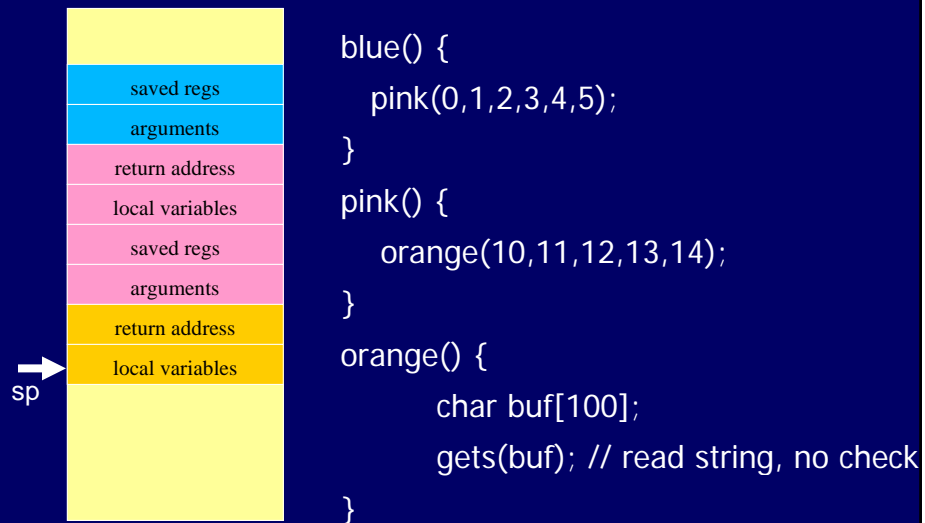 saved regs
arguments
return address
local variables
saved regs
arguments
return address
local variables
sp
blue() {
pink(0,1,2,3,4,5);
}
pink() {
orange(10,11,12,13,14);
}
orange() {
char buf[100];
gets(buf); // read string, no check
}